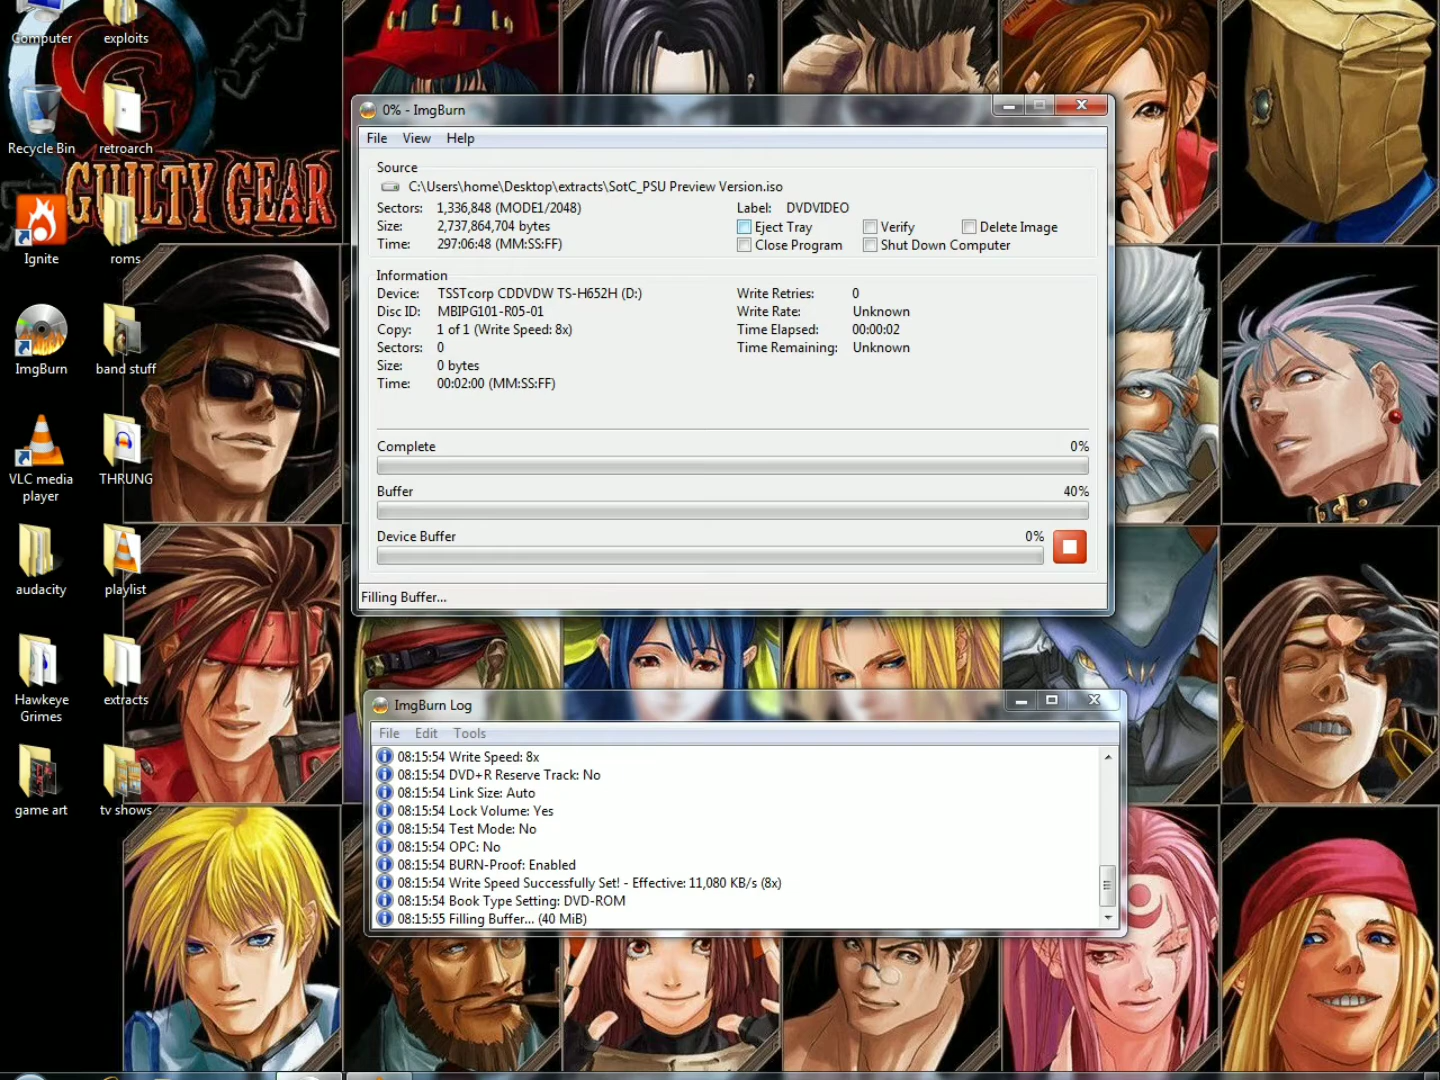 Computer
exploits
Recycle Bin
retroarch
GUILTY GEAR
Ignite
roms
ImgBurn
band stuff
VLC media
player
THRUNG
audacity
playlist
Hawkeye
Grimes
extracts
game art
tv shows
0% - ImgBurn
File View Help
Source
C:\Users\home\Desktop\extracts\SotC_PSU Preview Version.iso
Sectors: 1,336,848 (MODE1/2048)
Label: DVDVIDEO
Size: 2,737,864,704 bytes
Eject Tray Verify Delete Image
Time: 297:06:48 (MM:SS:FF)
Close Program Shut Down Computer
Information
Device: TSSTcorp CDDVDW TS-H652H (D:)
Write Retries: 0
Disc ID: MBIPG101-R05-01
Write Rate: Unknown
Copy: 1 of 1 (Write Speed: 8x)
Time Elapsed: 00:00:02
Sectors: 0
Time Remaining: Unknown
Size: 0 bytes
Time: 00:02:00 (MM:SS:FF)
Complete 0%
Buffer 40%
Device Buffer 0%
Filling Buffer...
ImgBurn Log
File Edit Tools
08:15:54 Write Speed: 8x
08:15:54 DVD+R Reserve Track: No
08:15:54 Link Size: Auto
08:15:54 Lock Volume: Yes
08:15:54 Test Mode: No
08:15:54 OPC: No
08:15:54 BURN-Proof: Enabled
08:15:54 Write Speed Successfully Set! - Effective: 11,080 KB/s (8x)
08:15:54 Book Type Setting: DVD-ROM
08:15:55 Filling Buffer... (40 MiB)